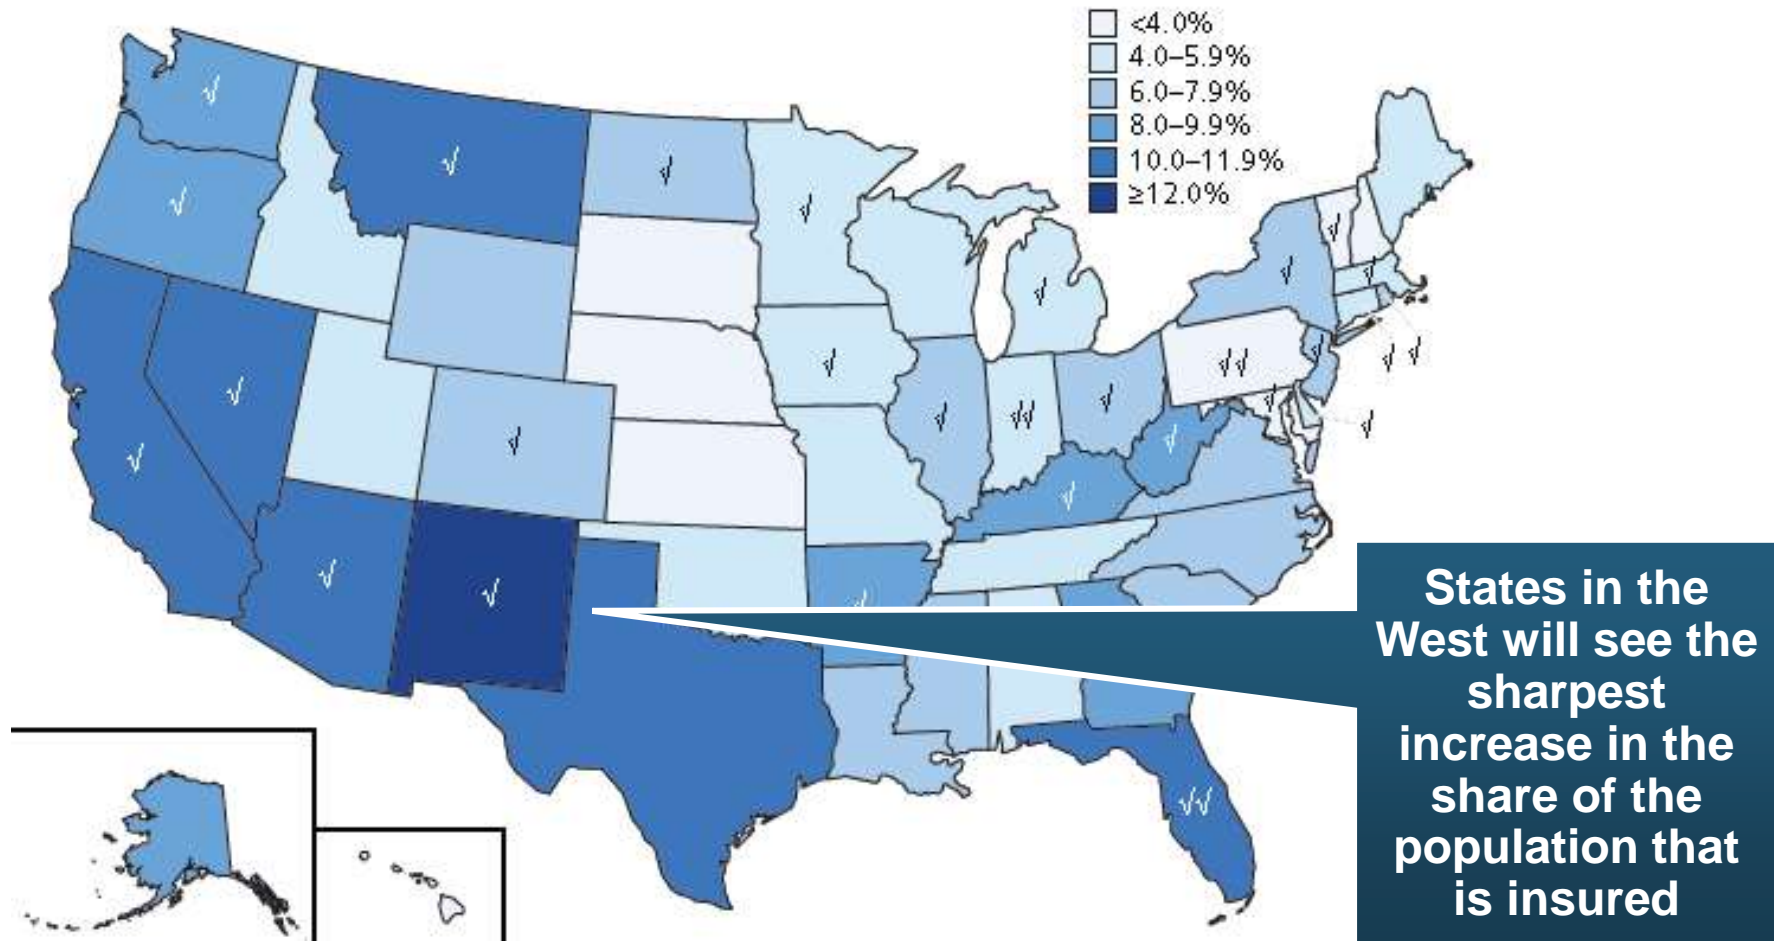 <4.0%
4.0–5.9%
6.0–7.9%
8.0–9.9%
10.0–11.9%
≥12.0%
States in the
West will see the
sharpest
increase in the
share of the
population that
is insured